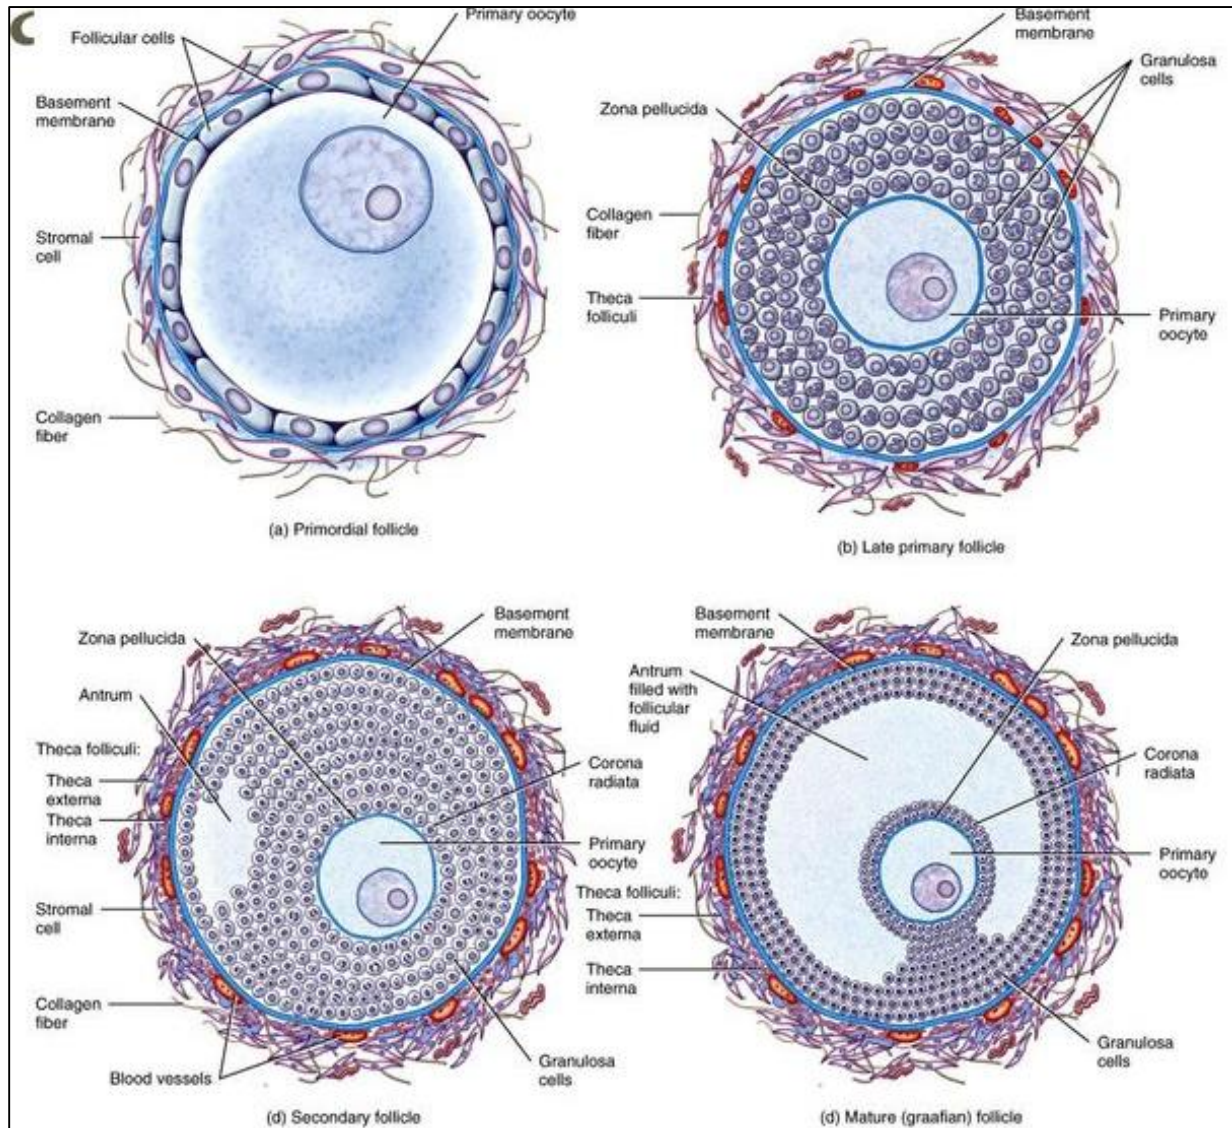 C
Primary oocyte
Follicular cells
Basement
membrane
Stromal
cell
Collagen
fiber
(a) Primordial follicle
Basement
membrane
Granulosa
cells
Zona pellucida
Collagen
fiber
Theca
folliculi
Primary
oocyte
(b) Late primary follicle
Basement
membrane
Zona pellucida
Antrum
Theca folliculi:
Theca
externa
Theca
interna
Corona
radiata
Primary
oocyte
Stromal
cell
Collagen
fiber
Blood vessels
Granulosa
cells
(d) Secondary follicle
Basement
membrane
Zona pellucida
Antrum
filled with
follicular
fluid
Corona
radiata
Primary
oocyte
Theca folliculi:
Theca
externa
Theca
interna
Granulosa
cells
(d) Mature (graafian) follicle